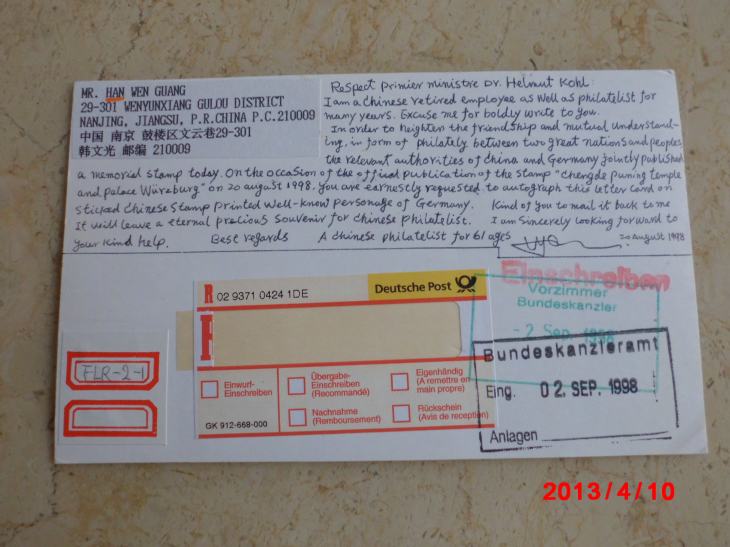 MR. HAN WEN GUANG
29-301 WENYUNXIANG GULOU DISTRICT
NANJING, JIANGSU, P.R.CHINA P.C.210009
中国 南京 鼓楼区文云巷29-301
韩文光 邮编 210009
Respect primier ministre Dr. Helmut Kohl:
I am a chinese retired employee as well as philatelist for
many years. Excuse me for boldly write to you.
In order to heighten the friendship and mutual understand-
ing, in form of philately between two great nations and peoples
the relevant authorities of china and Germany jointly published
a memorial stamp today. On the occasion of the offical publication of the stamp "chengde puning temple
and palace Würzburg" on 20 august 1998. you are earnestly requested to autograph this letter card on
sticked chinese stamp printed well-know personage of Germany. Kind of you to mail it back to me
It will leave a eternal precious souvenir for chinese philatelist. I am sincerely looking forward to
your kind help. Best regards A chinese philatelist for 61 ages 20 August 1998
Einschreiben
Vorzimmer
Bundeskanzler
- 2. Sep. 1998
R 02 9371 0424 1DE
Deutsche Post
R
Bundeskanzleramt
Eing. 02. SEP. 1998
Anlagen
FLR-2-1
Einwurf-
Einschreiben
Übergabe-
Einschreiben
(Recommandé)
Eigenhändig
(A remettre en
main propre)
Nachnahme
(Remboursement)
Rückschein
(Avis de reception)
GK 912-668-000
2013/4/10